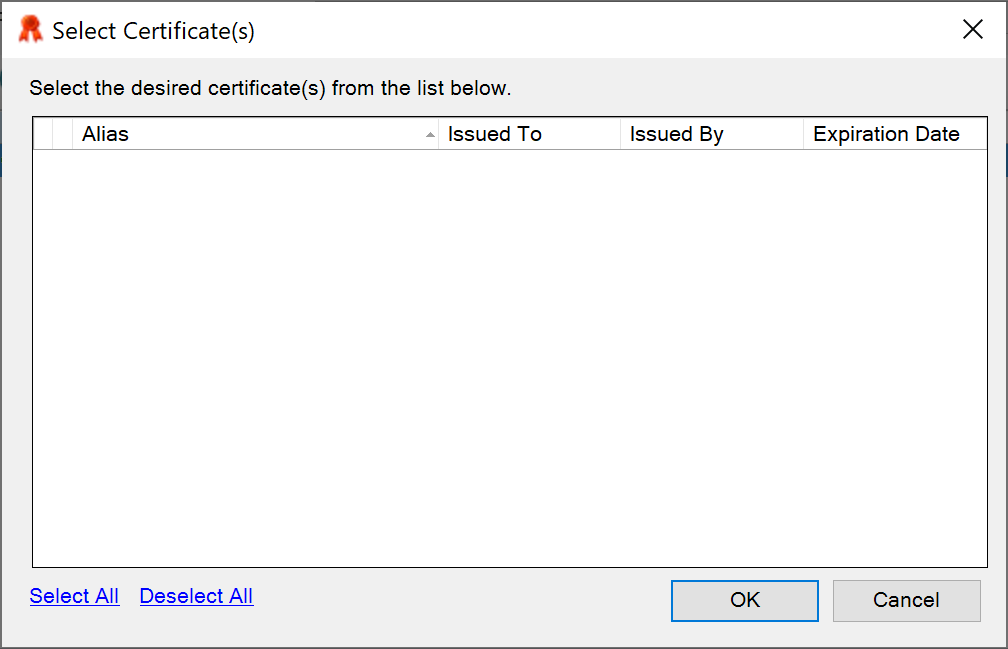 Select Certificate(s)
Select the desired certificate(s) from the list below.
Alias Issued To Issued By Expiration Date
Select All Deselect All OK Cancel